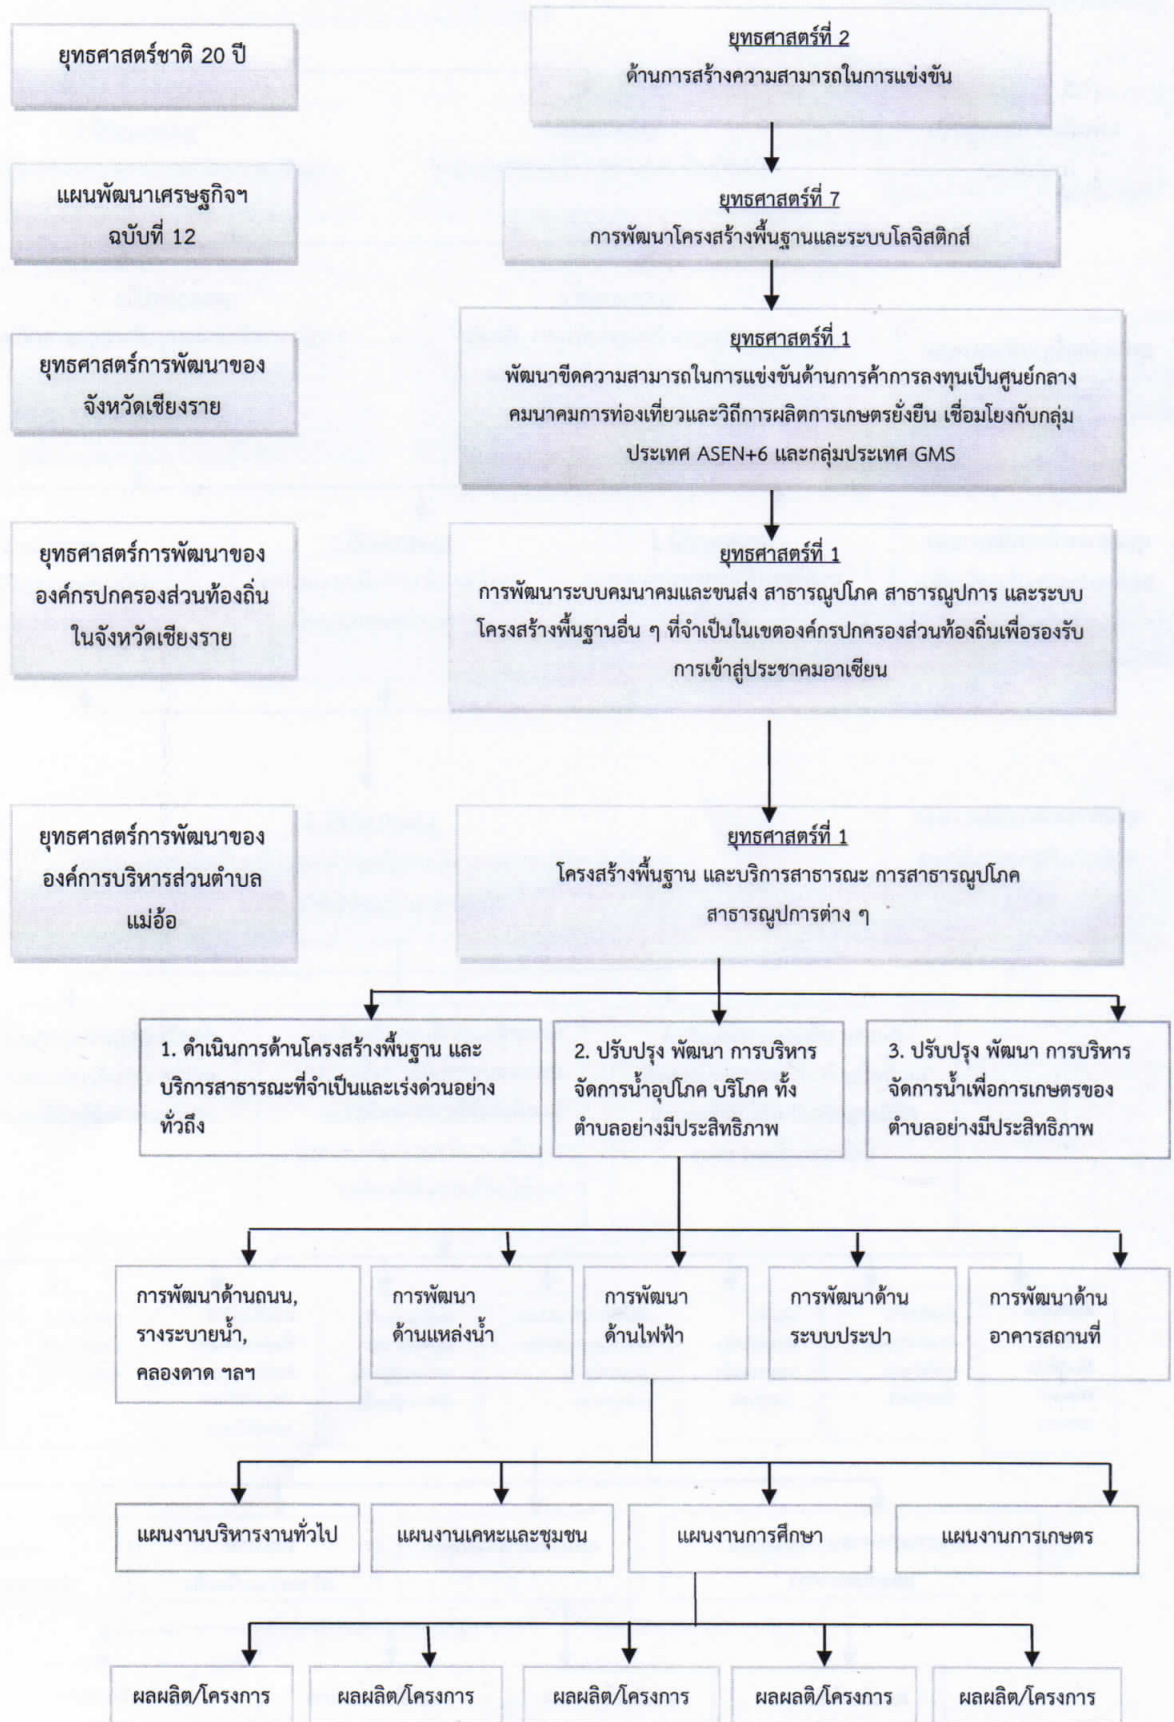 ยุทธศาสตร์ชาติ 20 ปี
ยุทธศาสตร์ที่ 2
ด้านการสร้างความสามารถในการแข่งขัน
แผนพัฒนาเศรษฐกิจฯ
ฉบับที่ 12
ยุทธศาสตร์ที่ 7
การพัฒนาโครงสร้างพื้นฐานและระบบโลจิสติกส์
ยุทธศาสตร์การพัฒนาของ
จังหวัดเชียงราย
ยุทธศาสตร์ที่ 1
พัฒนาขีดความสามารถในการแข่งขันด้านการค้าการลงทุนเป็นศูนย์กลาง
คมนาคมการท่องเที่ยวและวิถีการผลิตการเกษตรยั่งยืน เชื่อมโยงกับกลุ่ม
ประเทศ ASEN+6 และกลุ่มประเทศ GMS
ยุทธศาสตร์การพัฒนาของ
องค์กรปกครองส่วนท้องถิ่น
ในจังหวัดเชียงราย
ยุทธศาสตร์ที่ 1
การพัฒนาระบบคมนาคมและขนส่ง สาธารณูปโภค สาธารณูปการ และระบบ
โครงสร้างพื้นฐานอื่น ๆ ที่จำเป็นในเขตองค์กรปกครองส่วนท้องถิ่นเพื่อรองรับ
การเข้าสู่ประชาคมอาเซียน
ยุทธศาสตร์การพัฒนาของ
องค์การบริหารส่วนตำบล
แม่อ้อ
ยุทธศาสตร์ที่ 1
โครงสร้างพื้นฐาน และบริการสาธารณะ การสาธารณูปโภค
สาธารณูปการต่าง ๆ
1. ดำเนินการด้านโครงสร้างพื้นฐาน และ
บริการสาธารณะที่จำเป็นและเร่งด่วนอย่าง
ทั่วถึง
2. ปรับปรุง พัฒนา การบริหาร
จัดการน้ำอุปโภค บริโภค ทั้ง
ตำบลอย่างมีประสิทธิภาพ
3. ปรับปรุง พัฒนา การบริหาร
จัดการน้ำเพื่อการเกษตรของ
ตำบลอย่างมีประสิทธิภาพ
การพัฒนาด้านถนน,
รางระบายน้ำ,
คลองดาด ฯลฯ
การพัฒนา
ด้านแหล่งน้ำ
การพัฒนา
ด้านไฟฟ้า
การพัฒนาด้าน
ระบบประปา
การพัฒนาด้าน
อาคารสถานที่
แผนงานบริหารงานทั่วไป
แผนงานเคหะและชุมชน
แผนงานการศึกษา
แผนงานการเกษตร
ผลผลิต/โครงการ
ผลผลิต/โครงการ
ผลผลิต/โครงการ
ผลผลิต/โครงการ
ผลผลิต/โครงการ